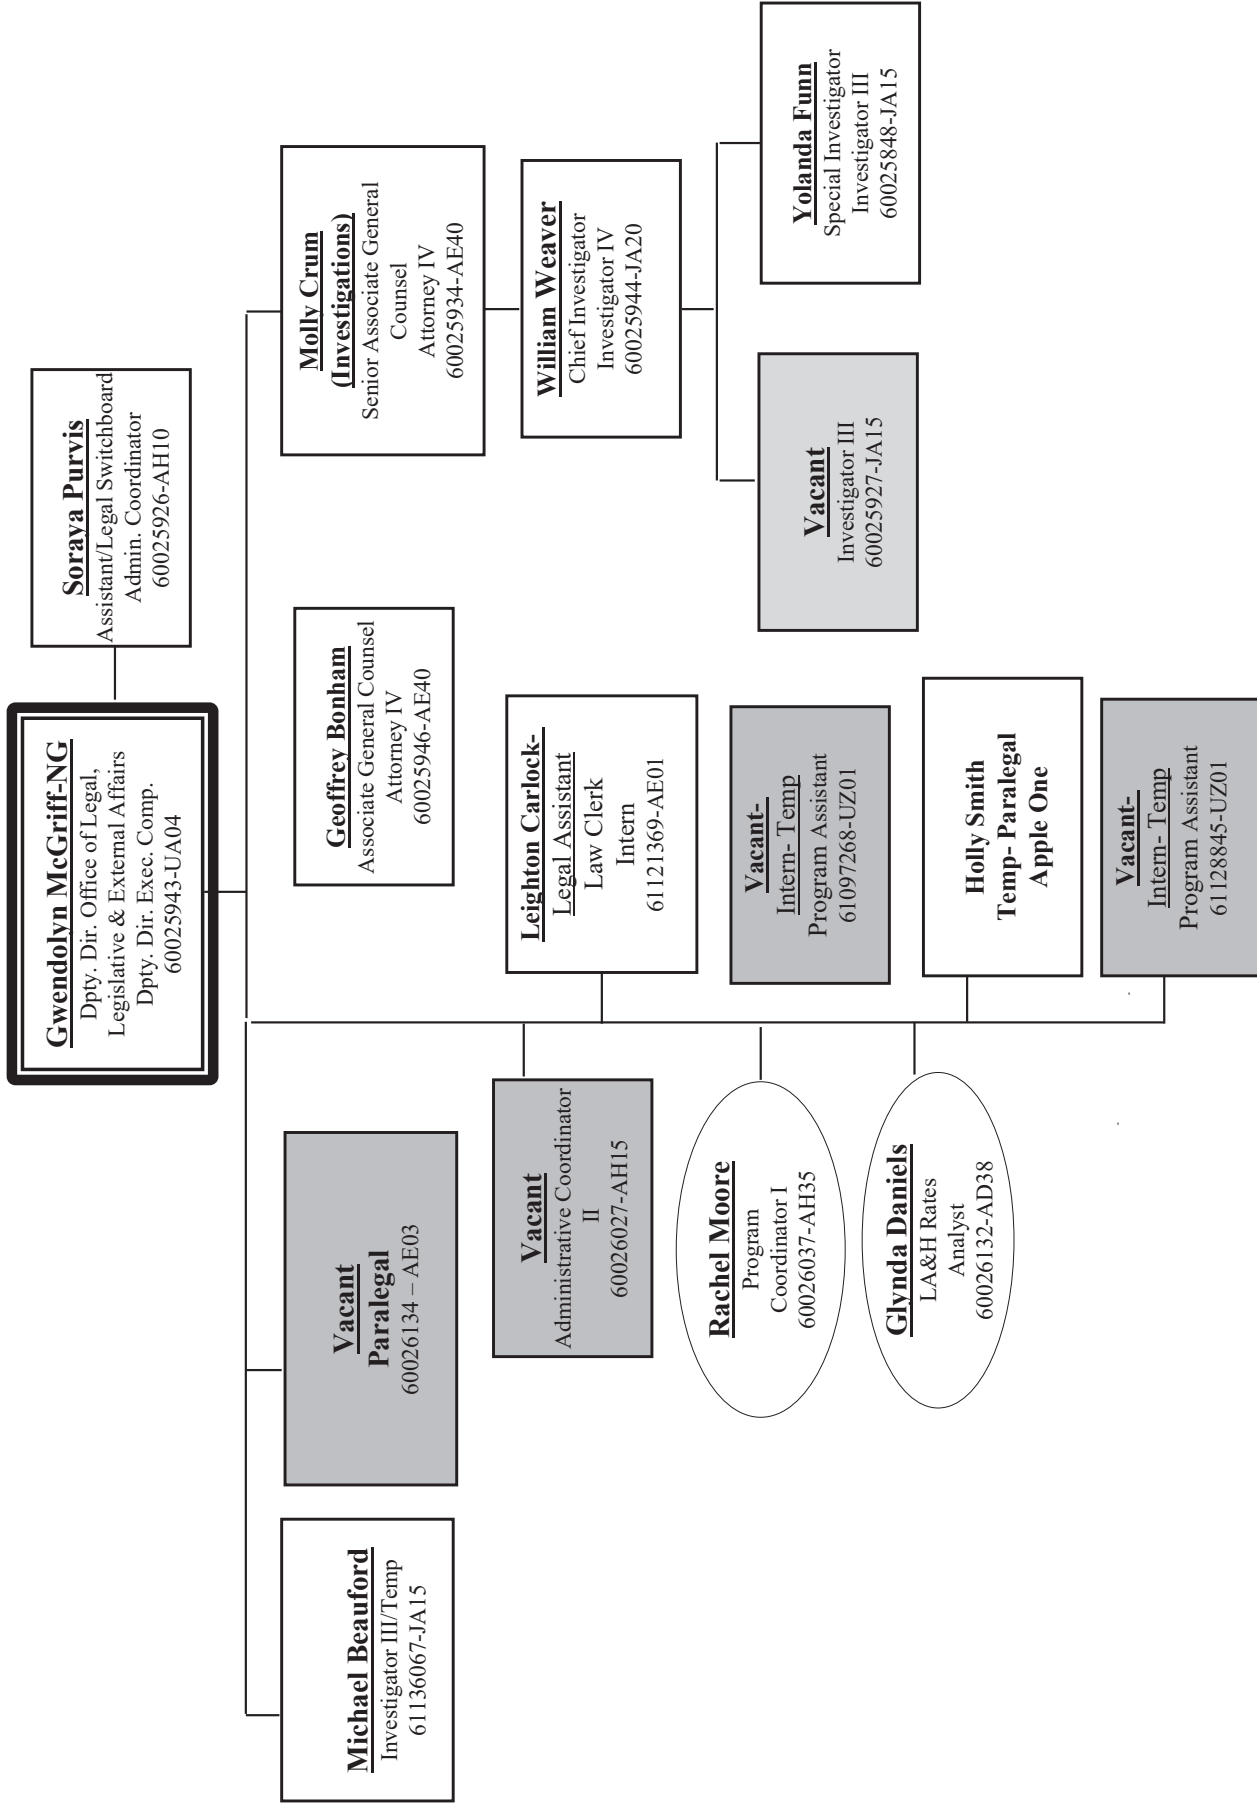 Gwendolyn McGriff-NG
Dpty. Dir. Office of Legal,
Legislative & External Affairs
Dpty. Dir. Exec. Comp.
60025943-UA04
Soraya Purvis
Assistant/Legal Switchboard
Admin. Coordinator
60025926-AH10
Michael Beauford
Investigator III/Temp
61136067-JA15
Vacant
Paralegal
60026134 – AE03
Geoffrey Bonham
Associate General Counsel
Attorney IV
60025946-AE40
Molly Crum
(Investigations)
Senior Associate General
Counsel
Attorney IV
60025934-AE40
Vacant
Administrative Coordinator
II
60026027-AH15
Leighton Carlock-
Legal Assistant
Law Clerk
Intern
61121369-AE01
William Weaver
Chief Investigator
Investigator IV
60025944-JA20
Rachel Moore
Program
Coordinator I
60026037-AH35
Vacant-
Intern- Temp
Program Assistant
61097268-UZ01
Vacant
Investigator III
60025927-JA15
Yolanda Funn
Special Investigator
Investigator III
60025848-JA15
Glynda Daniels
LA&H Rates
Analyst
60026132-AD38
Holly Smith
Temp- Paralegal
Apple One
Vacant-
Intern- Temp
Program Assistant
61128845-UZ01